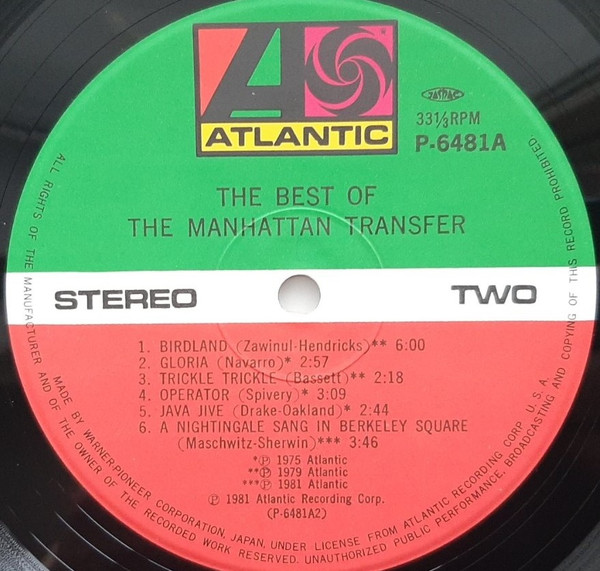 ATLANTIC
JASRAC
33⅓RPM
P-6481A
THE BEST OF
THE MANHATTAN TRANSFER
STEREO
TWO
1. BIRDLAND (Zawinul-Hendricks)** 6:00
2. GLORIA (Navarro)* 2:57
3. TRICKLE TRICKLE (Bassett)** 2:18
4. OPERATOR (Spivery)* 3:09
5. JAVA JIVE (Drake-Oakland)* 2:44
6. A NIGHTINGALE SANG IN BERKELEY SQUARE
(Maschwitz-Sherwin)*** 3:46
*℗ 1975 Atlantic
**℗ 1979 Atlantic
***℗ 1981 Atlantic
℗ 1981 Atlantic Recording Corp.
(P-6481A2)
ALL RIGHTS OF THE MANUFACTURER AND OF THE OWNER OF THE RECORDED WORK RESERVED. UNAUTHORIZED PUBLIC PERFORMANCE, BROADCASTING AND COPYING OF THIS RECORD PROHIBITED
MADE BY WARNER-PIONEER CORPORATION, JAPAN, UNDER LICENSE FROM ATLANTIC RECORDING CORP. U.S.A.